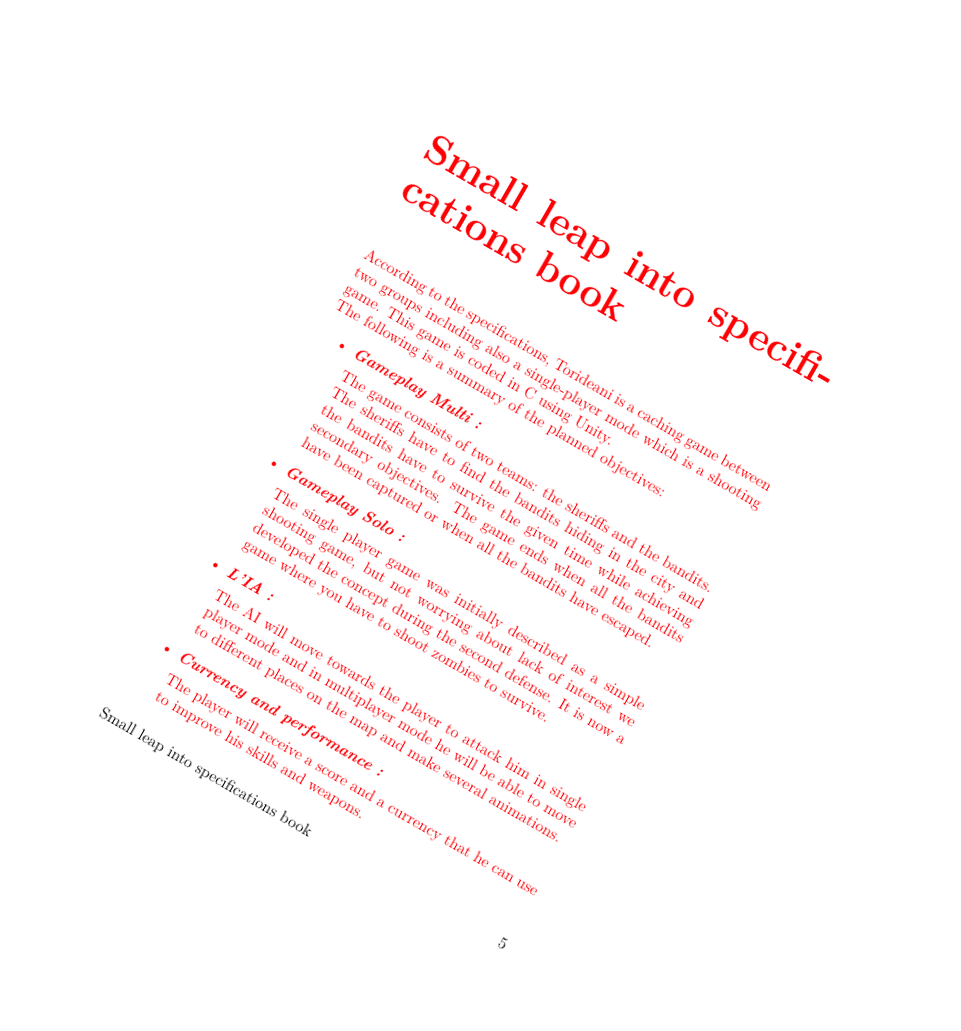 Small leap into specifi-
cations book
According to the specifications, Torideani is a caching game between
two groups including also a single-player mode which is a shooting
game. This game is coded in C using Unity.
The following is a summary of the planned objectives:
• Gameplay Multi :
The game consists of two teams: the sheriffs and the bandits.
The sheriffs have to find the bandits hiding in the city and
the bandits have to survive the given time while achieving
secondary objectives. The game ends when all the bandits
have been captured or when all the bandits have escaped.
• Gameplay Solo :
The single player game was initially described as a simple
shooting game, but not worrying about lack of interest we
developed the concept during the second defense. It is now a
game where you have to shoot zombies to survive.
• L'IA :
The AI will move towards the player to attack him in single
player mode and in multiplayer mode he will be able to move
to different places on the map and make several animations.
• Currency and performance :
The player will receive a score and a currency that he can use
to improve his skills and weapons.
Small leap into specifications book
5